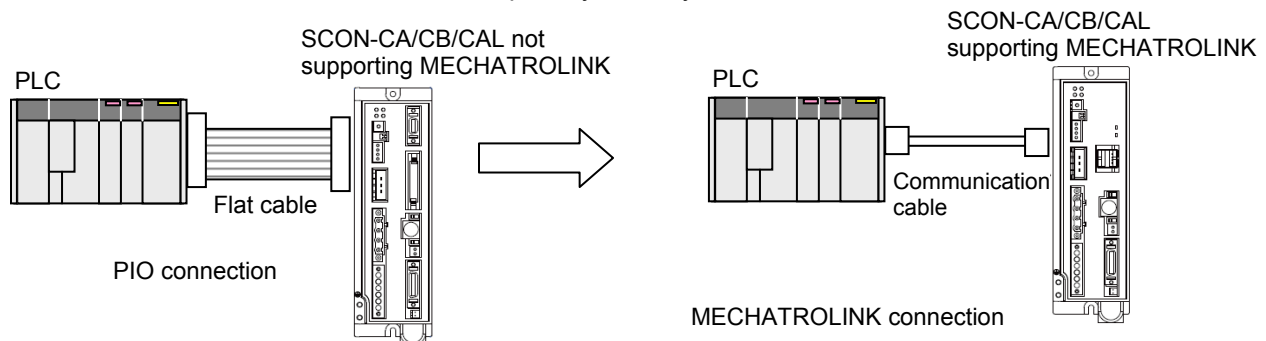 SCON-CA/CB/CAL not
supporting MECHATROLINK
PLC
Flat cable
PIO connection
SCON-CA/CB/CAL
supporting MECHATROLINK
PLC
Communication
cable
MECHATROLINK connection